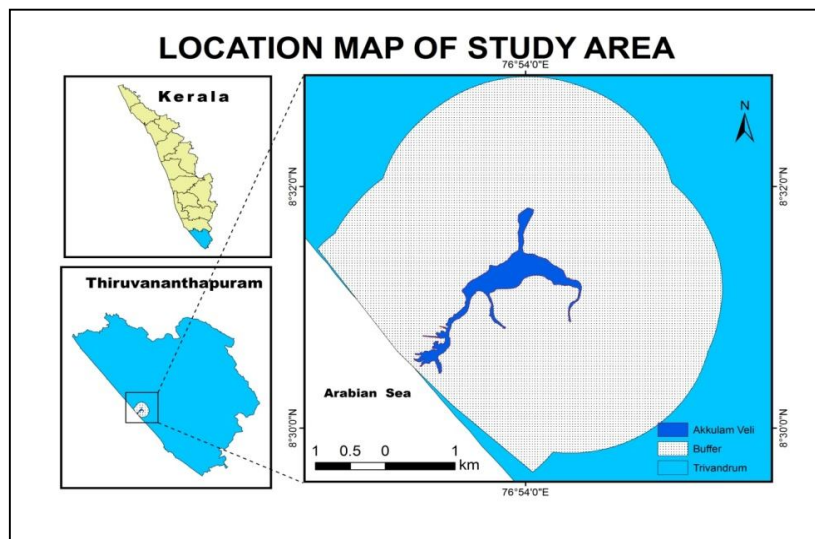 LOCATION MAP OF STUDY AREA
Kerala
Thiruvananthapuram
76°54'0"E
N
8°32'0"N
8°32'0"N
Arabian Sea
8°30'0"N
8°30'0"N
Akkulam Veli
Buffer
Trivandrum
1 0.5 0 1
km
76°54'0"E